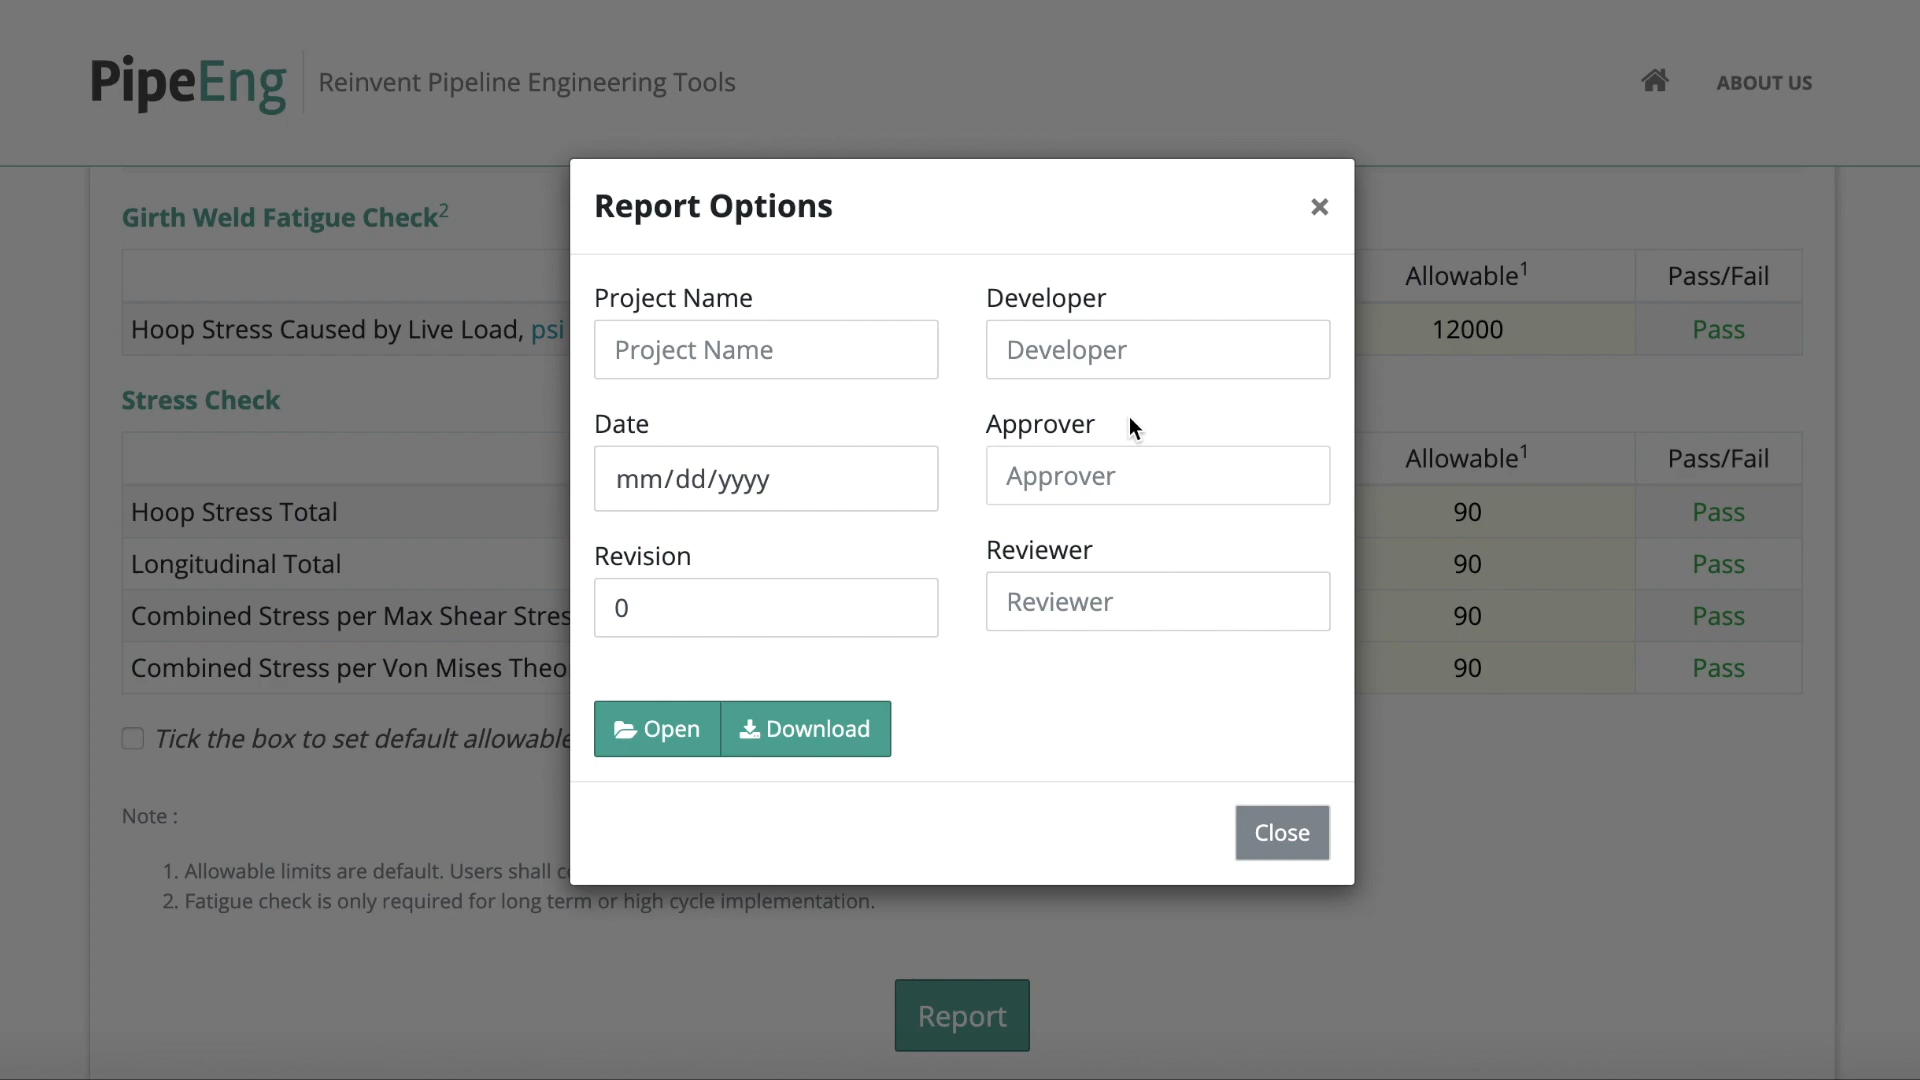 PipeEng Reinvent Pipeline Engineering Tools ABOUT US
Report Options ×
Project Name Developer
Project Name Developer
Date Approver
mm/dd/yyyy Approver
Revision Reviewer
0 Reviewer
Open Download
Close
Girth Weld Fatigue Check2
Allowable1 Pass/Fail
Hoop Stress Caused by Live Load, psi 12000 Pass
Stress Check
Allowable1 Pass/Fail
Hoop Stress Total 90 Pass
Longitudinal Total 90 Pass
Combined Stress per Max Shear Stres 90 Pass
Combined Stress per Von Mises Theo 90 Pass
Tick the box to set default allowable
Note :
1. Allowable limits are default. Users shall
2. Fatigue check is only required for long term or high cycle implementation.
Report